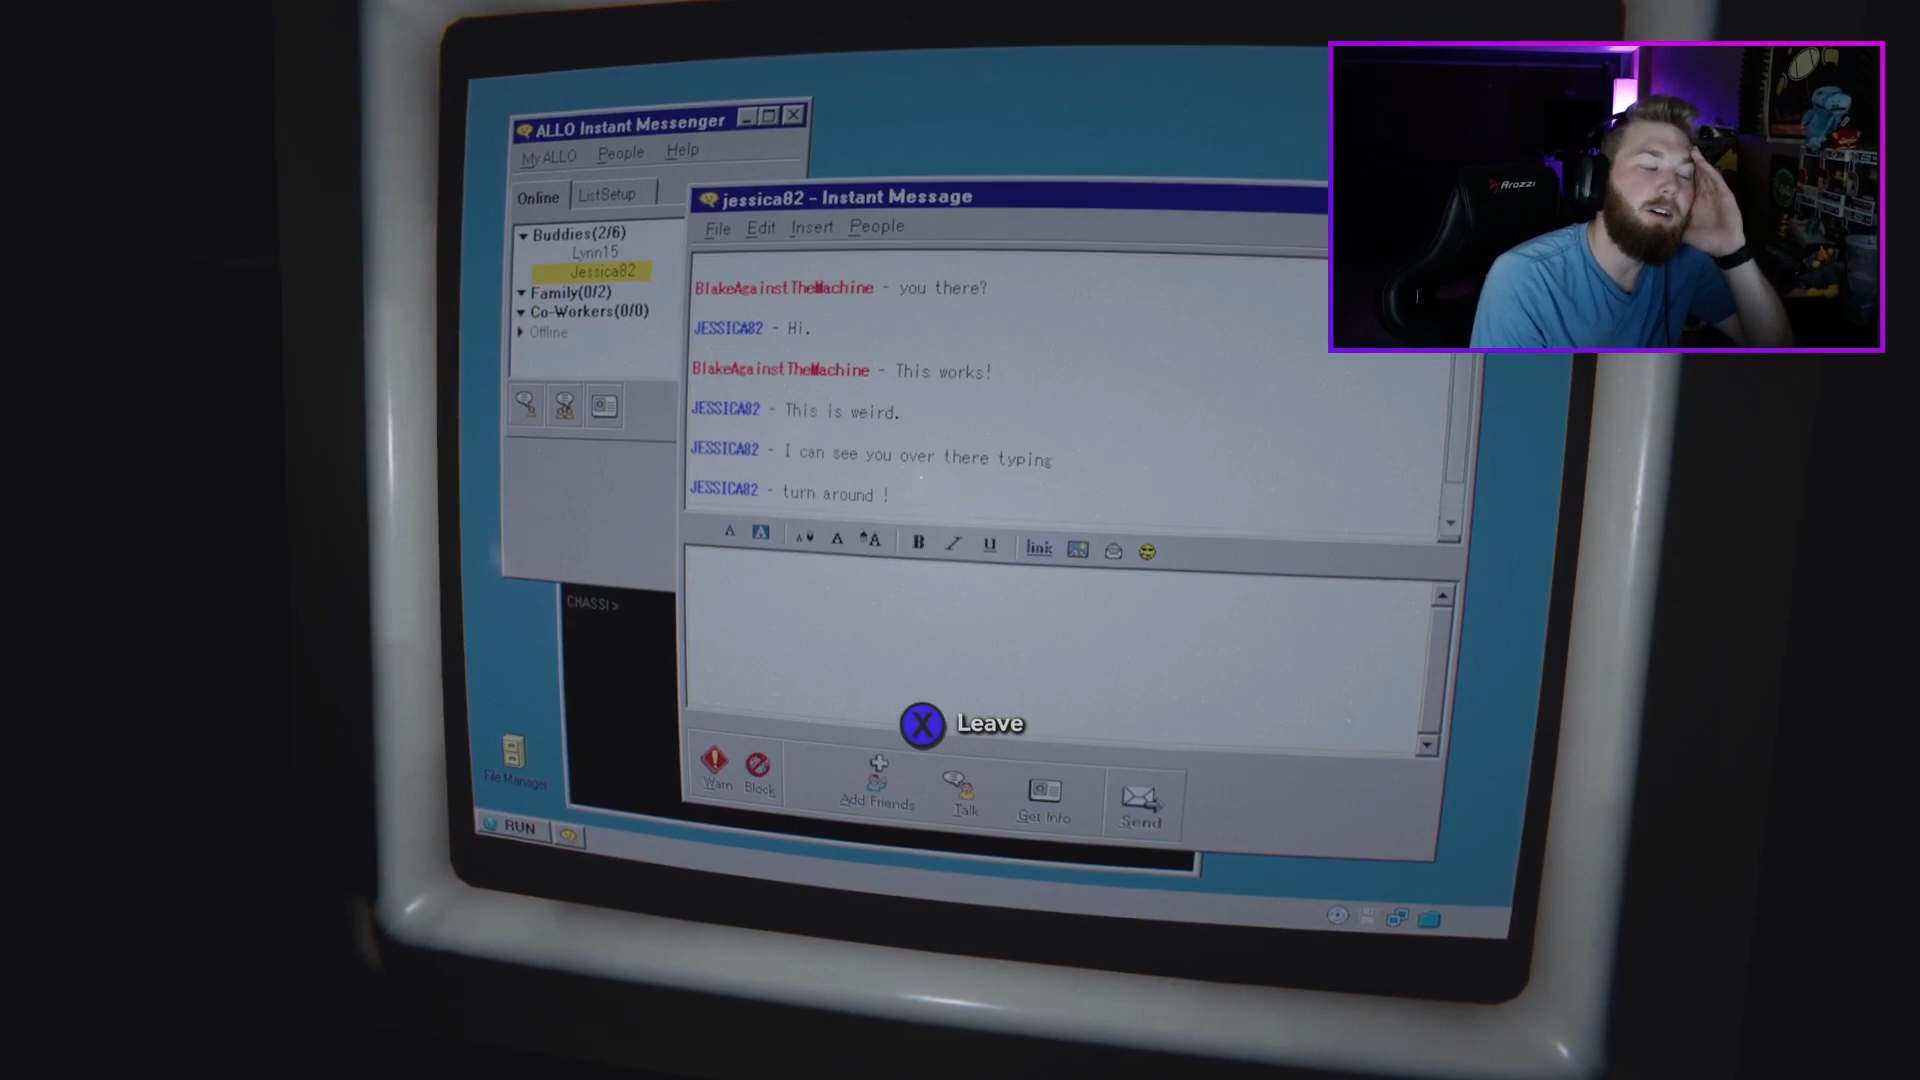 ALLO Instant Messenger
MyALLO People Help
Online ListSetup
Buddies(2/6)
Lynn15
Jessica82
Family(0/2)
Co-Workers(0/0)
Offline
jessica82 - Instant Message
File Edit Insert People
BlakeAgainstTheMachine - you there?
JESSICA82 - Hi.
BlakeAgainstTheMachine - This works!
JESSICA82 - This is weird.
JESSICA82 - I can see you over there typing
JESSICA82 - turn around !
A A A A A B I U link
CHASSI>
X Leave
Warn Block Add Friends Talk Get Info Send
File Manager
RUN
Arozzi